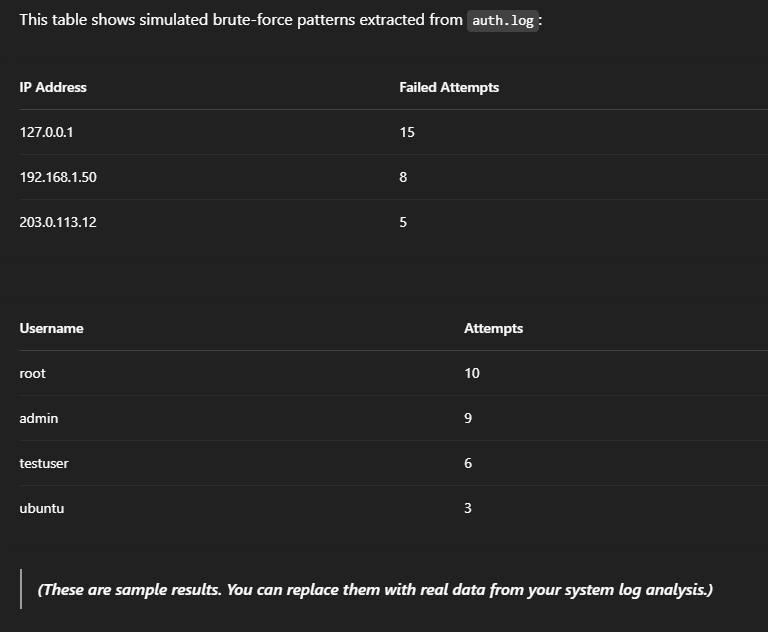 This table shows simulated brute-force patterns extracted from auth.log:
IP Address Failed Attempts
127.0.0.1 15
192.168.1.50 8
203.0.113.12 5
Username Attempts
root 10
admin 9
testuser 6
ubuntu 3
(These are sample results. You can replace them with real data from your system log analysis.)